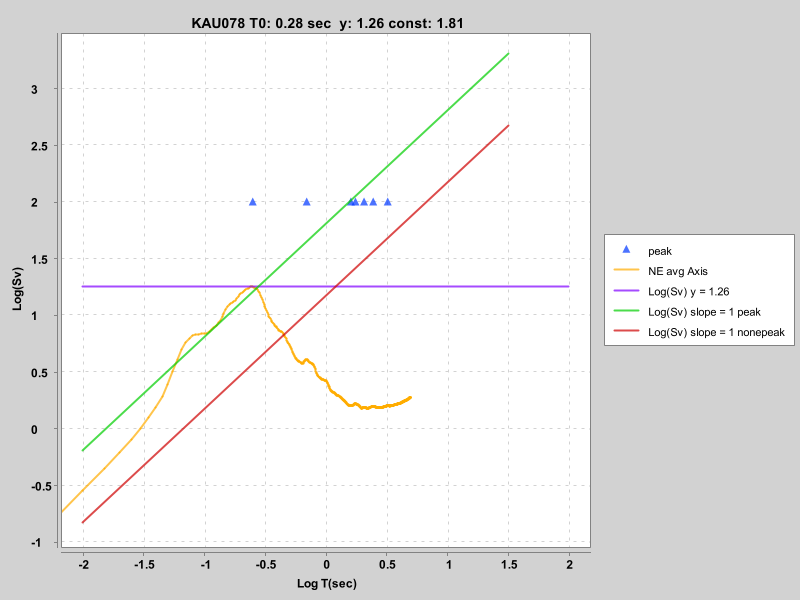 KAU078 T0: 0.28 sec y: 1.26 const: 1.81
Log(Sv)
3
2.5
2
1.5
1
0.5
0
-0.5
-1
-2
-1.5
-1
-0.5
0
0.5
1
1.5
2
Log T(sec)
peak
NE avg Axis
Log(Sv) y = 1.26
Log(Sv) slope = 1 peak
Log(Sv) slope = 1 nonepeak